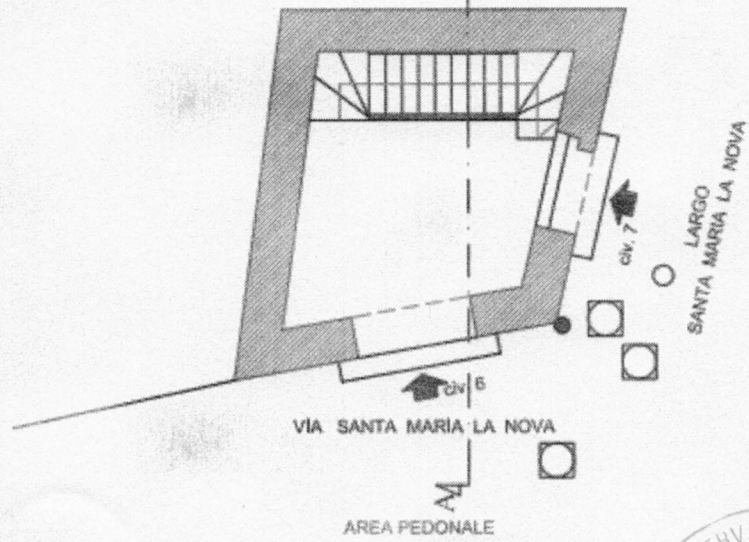 LARGO
SANTA MARIA LA NOVA
civ. 7
civ 6
VIA SANTA MARIA LA NOVA
A
AREA PEDONALE